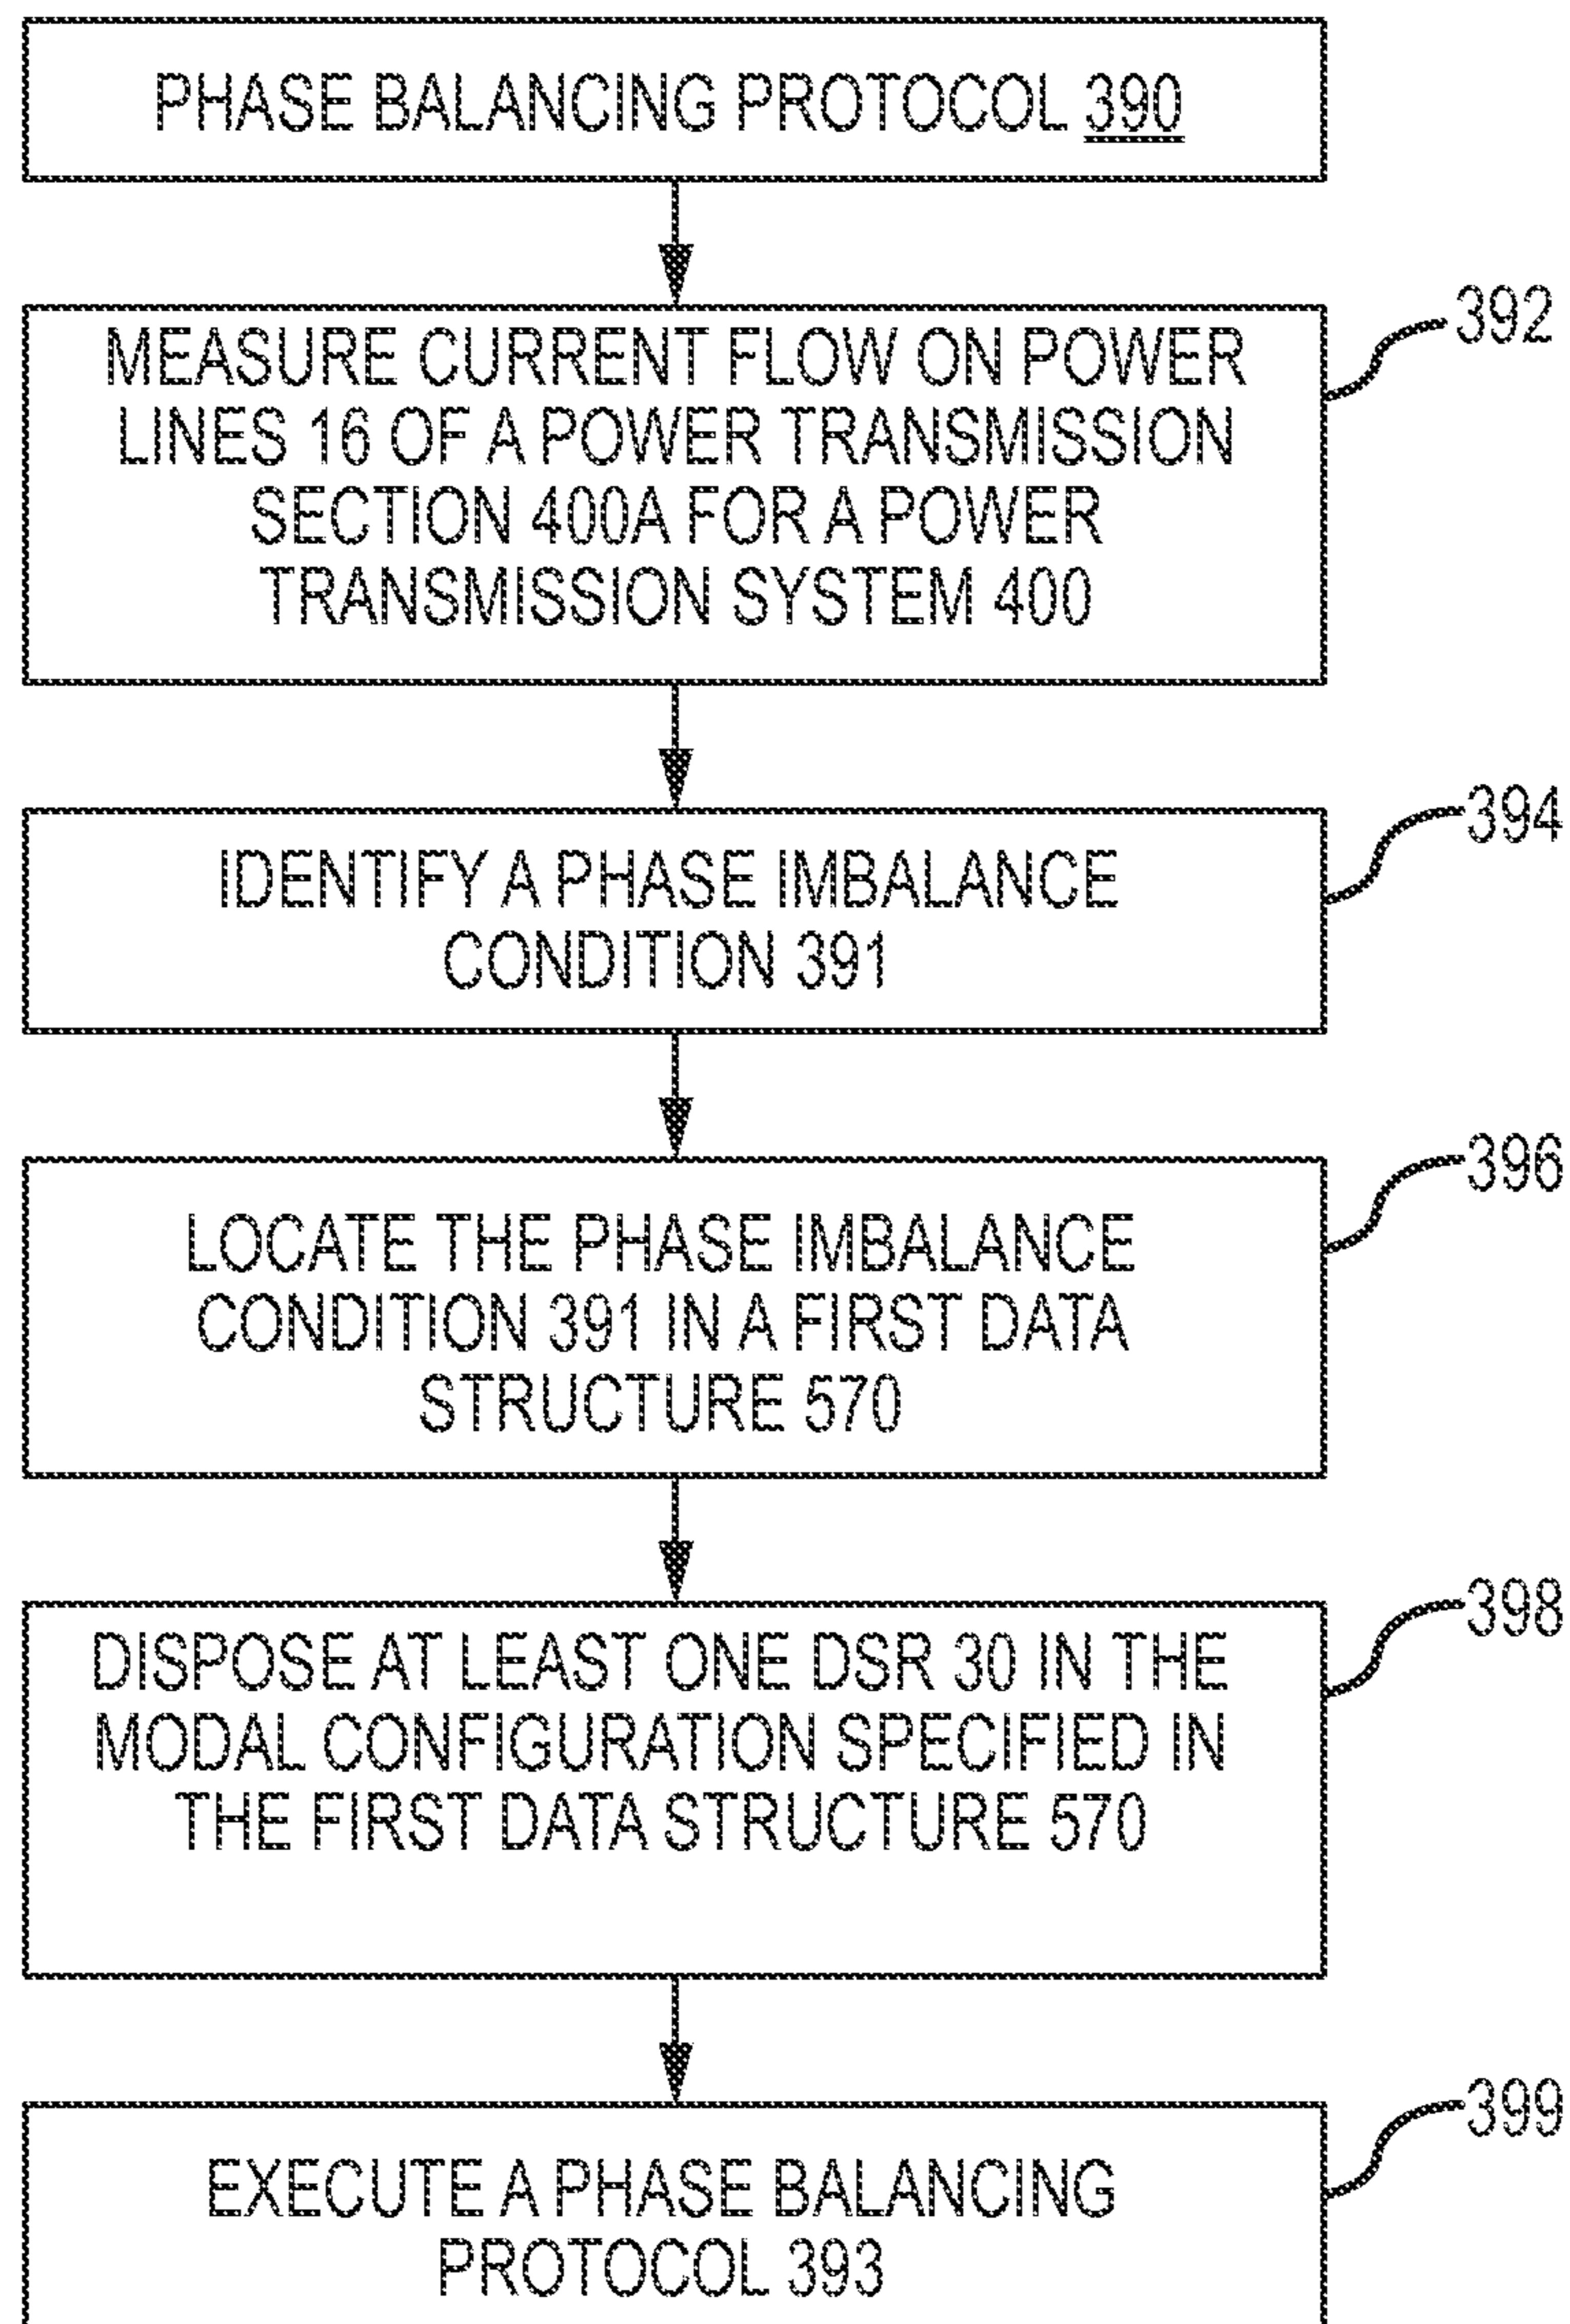 PHASE BALANCING PROTOCOL 390
392
MEASURE CURRENT FLOW ON POWER
LINES 16 OF A POWER TRANSMISSION
SECTION 400A FOR A POWER
TRANSMISSION SYSTEM 400
394
IDENTIFY A PHASE IMBALANCE
CONDITION 391
396
LOCATE THE PHASE IMBALANCE
CONDITION 391 IN A FIRST DATA
STRUCTURE 570
398
DISPOSE AT LEAST ONE DSR 30 IN THE
MODAL CONFIGURATION SPECIFIED IN
THE FIRST DATA STRUCTURE 570
399
EXECUTE A PHASE BALANCING
PROTOCOL 393